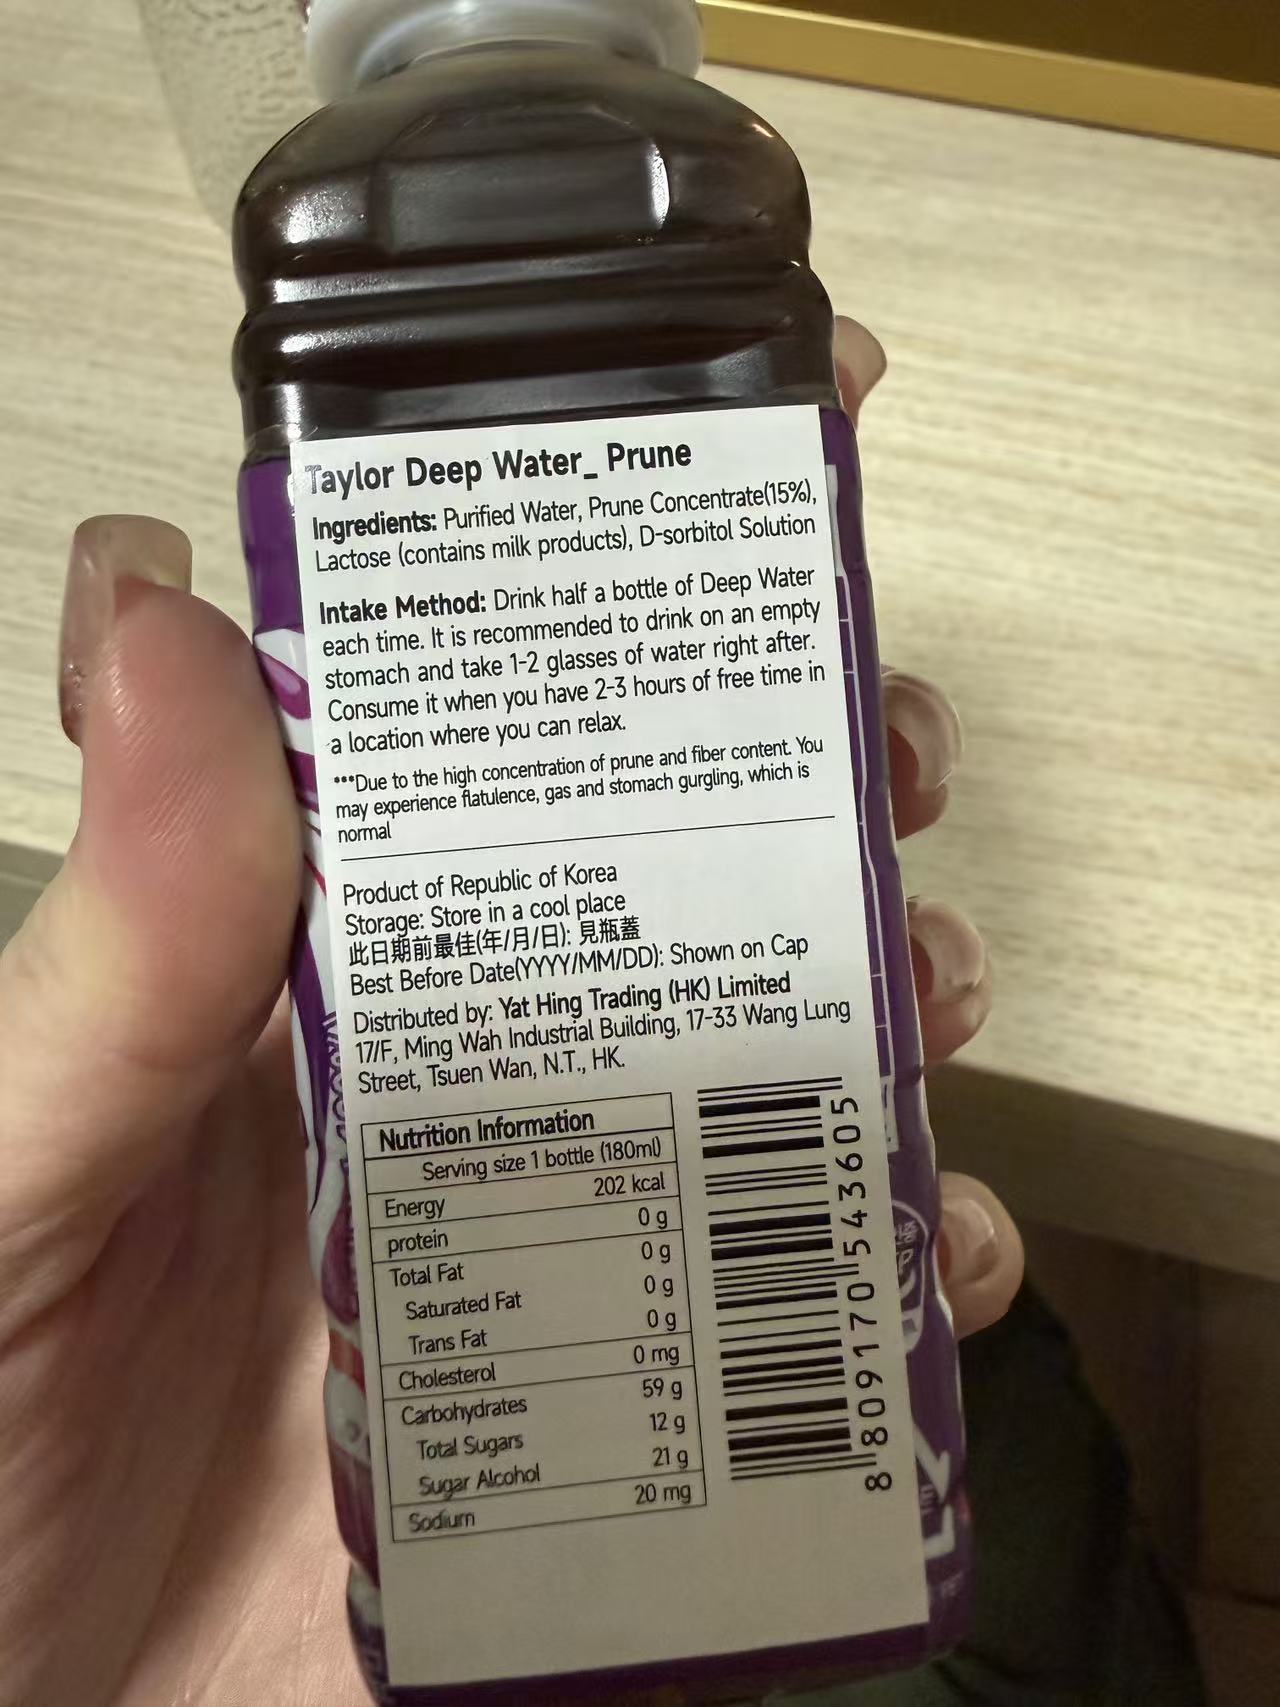 Taylor Deep Water_ Prune
Ingredients: Purified Water, Prune Concentrate(15%),
Lactose (contains milk products), D-sorbitol Solution
Intake Method: Drink half a bottle of Deep Water
each time. It is recommended to drink on an empty
stomach and take 1-2 glasses of water right after.
Consume it when you have 2-3 hours of free time in
a location where you can relax.
***Due to the high concentration of prune and fiber content. You
may experience flatulence, gas and stomach gurgling, which is
normal
Product of Republic of Korea
Storage: Store in a cool place
此日期前最佳(年/月/日): 見瓶蓋
Best Before Date(YYYY/MM/DD): Shown on Cap
Distributed by: Yat Hing Trading (HK) Limited
17/F, Ming Wah Industrial Building, 17-33 Wang Lung
Street, Tsuen Wan, N.T., HK.
Nutrition Information
Serving size 1 bottle (180ml)
Energy 202 kcal
protein 0 g
Total Fat 0 g
Saturated Fat 0 g
Trans Fat 0 g
Cholesterol 0 mg
Carbohydrates 59 g
Total Sugars 12 g
Sugar Alcohol 21 g
Sodium 20 mg
8 809170 543605